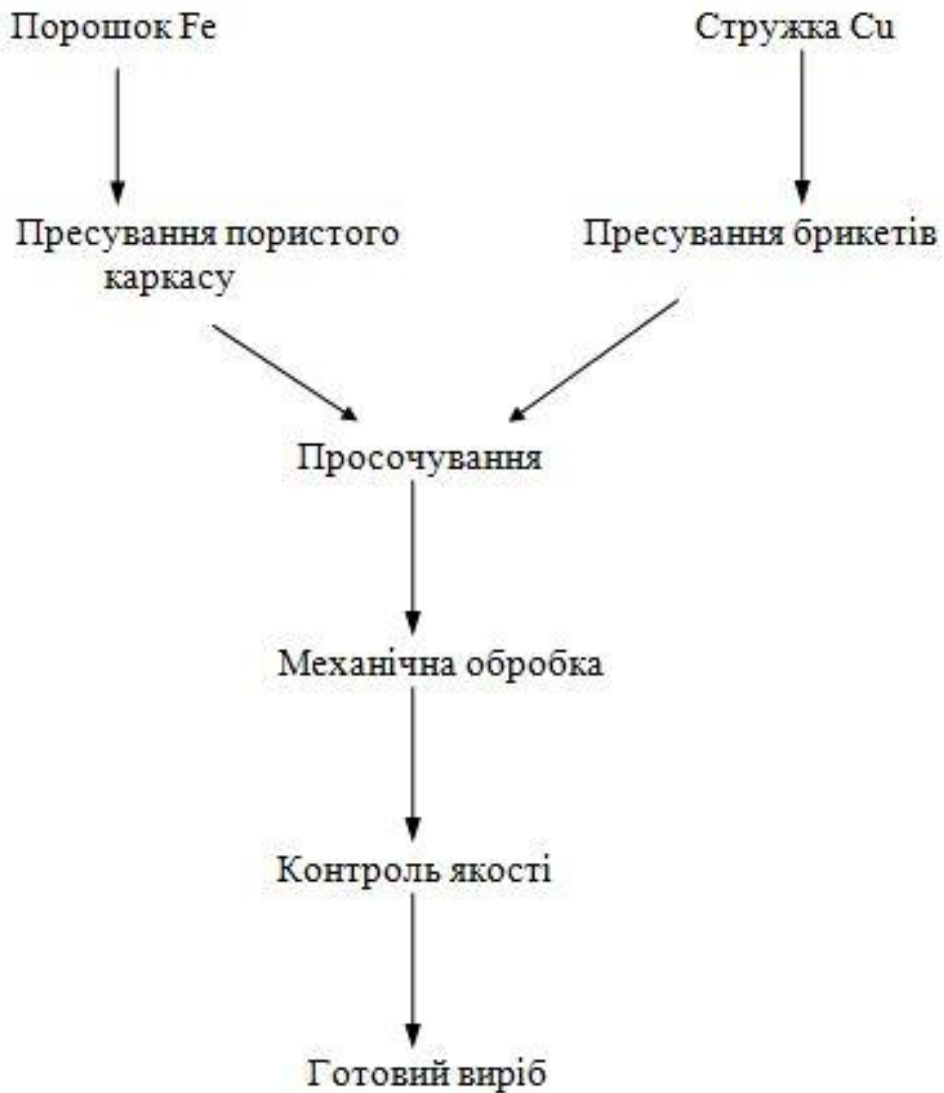 Порошок Fe
Стружка Cu
Пресування пористого
каркасу
Пресування брикетів
Просочування
Механічна обробка
Контроль якості
Готовий виріб